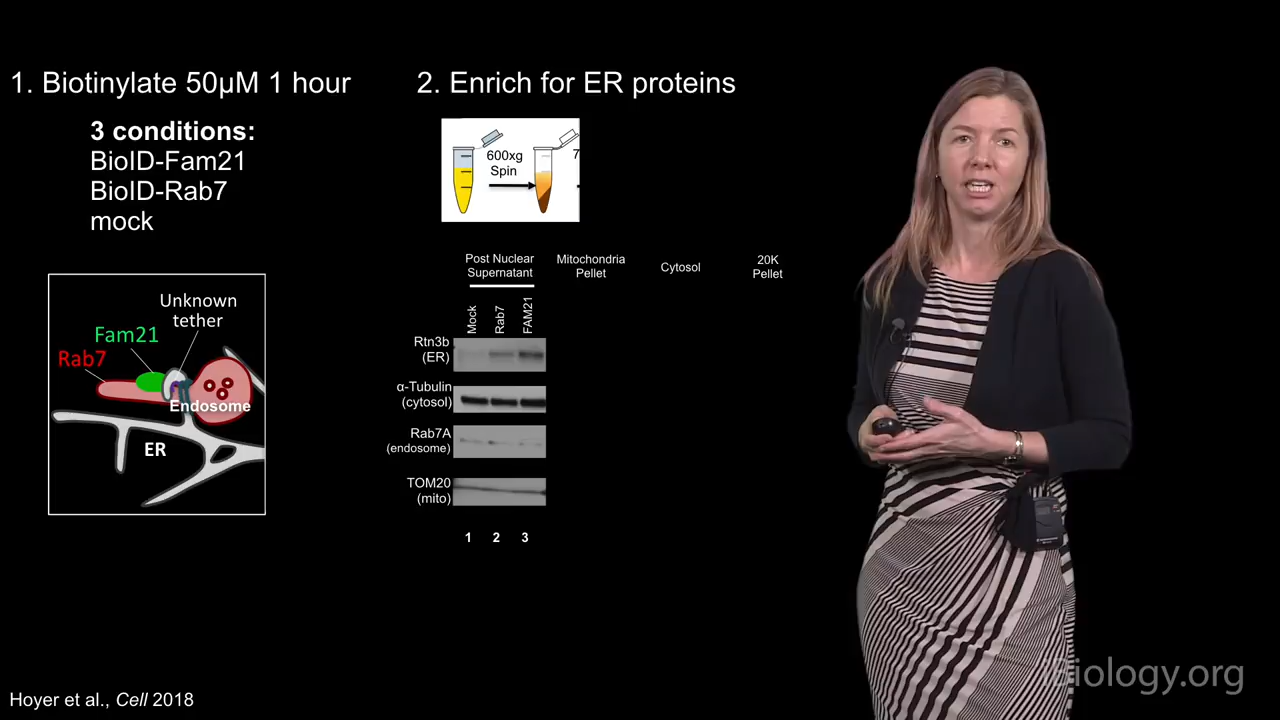 1. Biotinylate 50µM 1 hour
3 conditions:
BioID-Fam21
BioID-Rab7
mock
Unknown
tether
Fam21
Rab7
Endosome
ER
2. Enrich for ER proteins
600xg
Spin
7
Post Nuclear
Supernatant
Mitochondria
Pellet
Cytosol
20K
Pellet
Mock
Rab7
FAM21
Rtn3b
(ER)
α-Tubulin
(cytosol)
Rab7A
(endosome)
TOM20
(mito)
1 2 3
Hoyer et al., Cell 2018
iBiology.org